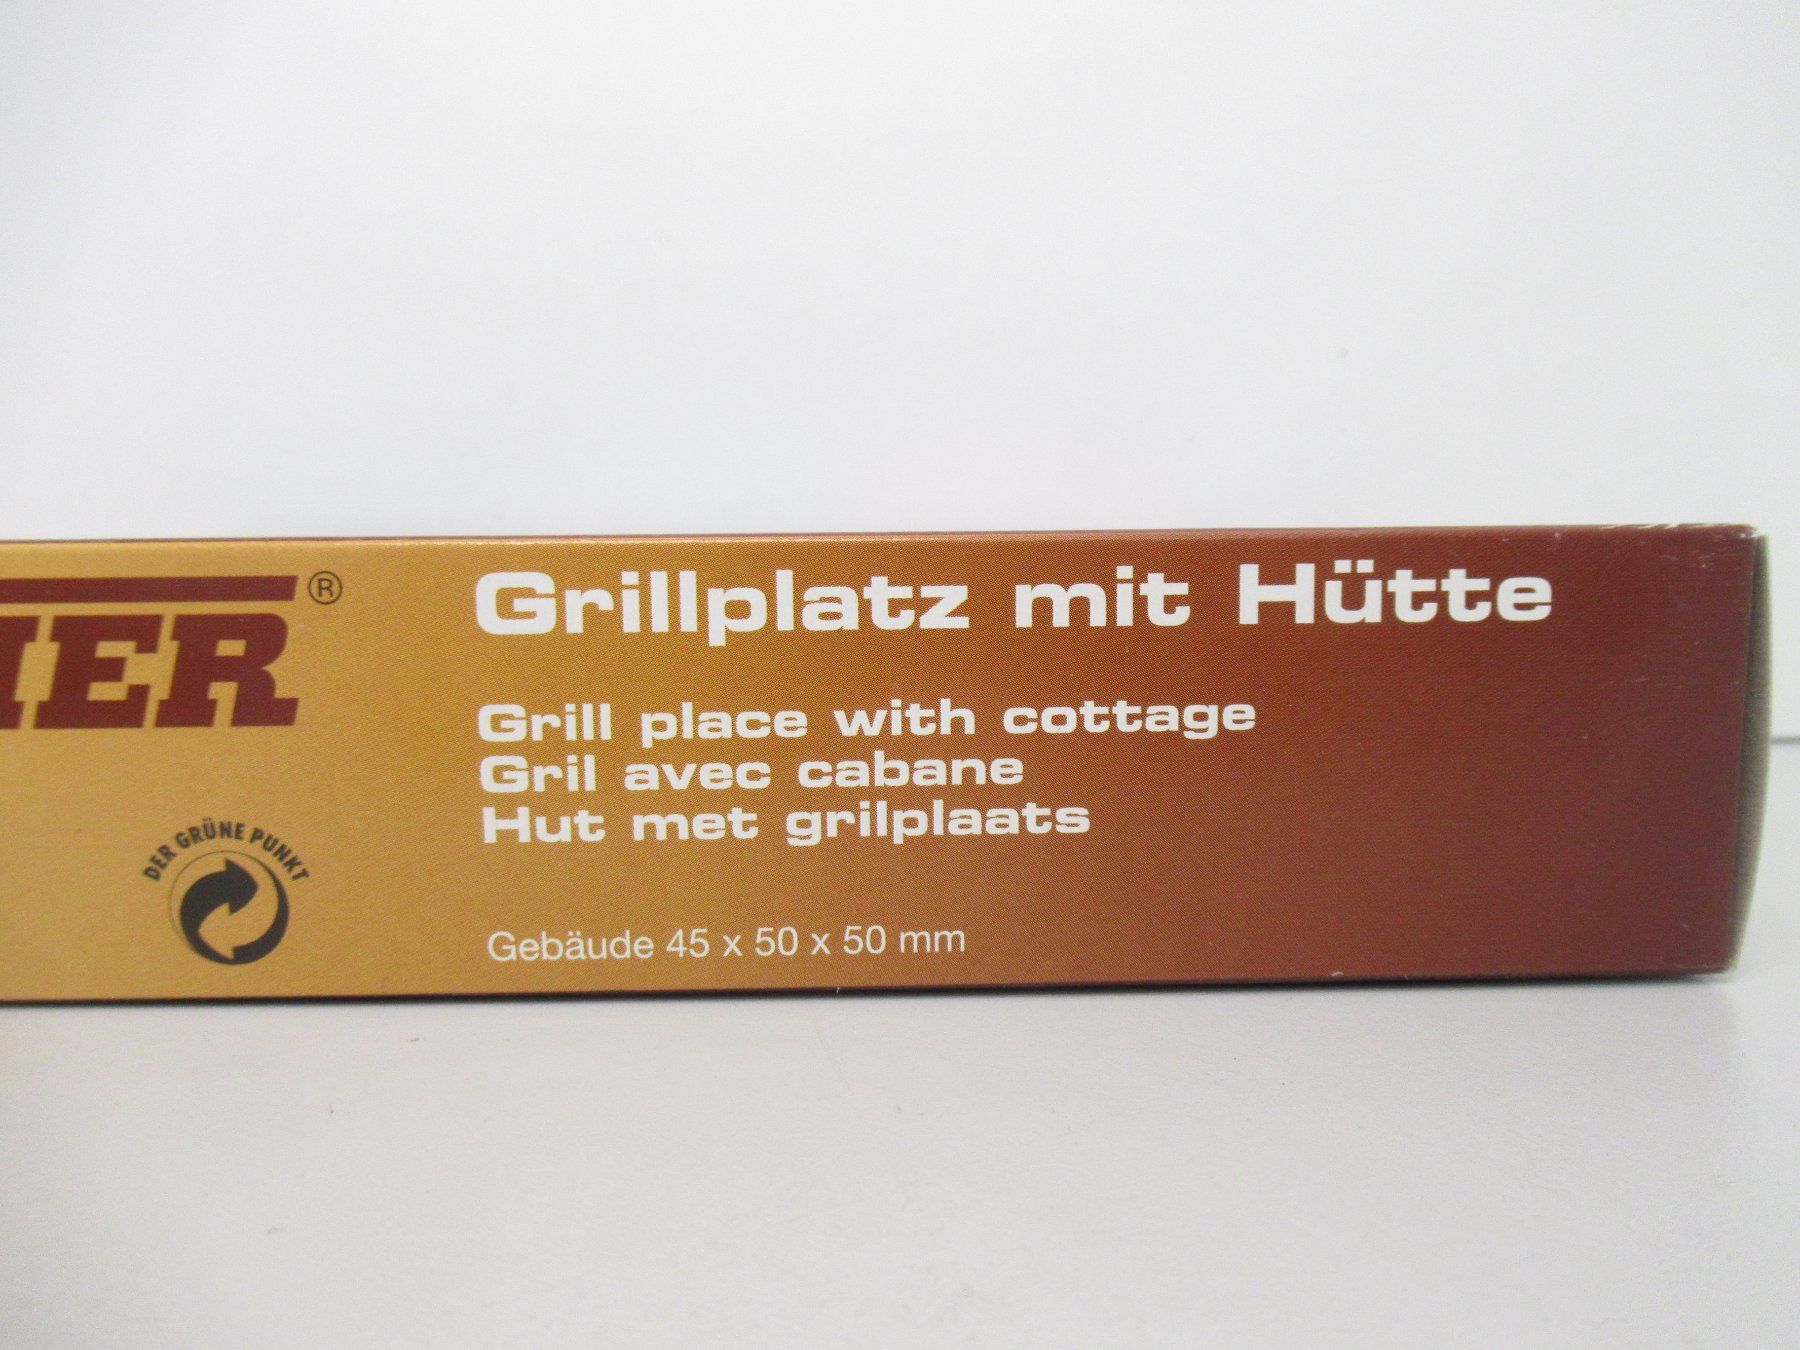 ®
Grillplatz mit Hütte
Grill place with cottage
Gril avec cabane
Hut met grilplaats
DER GRÜNE PUNKT
Gebäude 45 x 50 x 50 mm